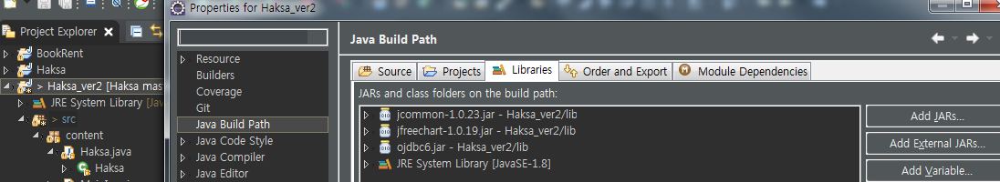 Properties for Haksa_ver2
Project Explorer
BookRent
Haksa
> Haksa_ver2 [Haksa mas
JRE System Library [Jav
> src
content
Haksa.java
Haksa
Resource
Builders
Coverage
Git
Java Build Path
Java Code Style
Java Compiler
Java Editor
Java Build Path
Source
Projects
Libraries
Order and Export
Module Dependencies
JARs and class folders on the build path:
jcommon-1.0.23.jar - Haksa_ver2/lib
jfreechart-1.0.19.jar - Haksa_ver2/lib
ojdbc6.jar - Haksa_ver2/lib
JRE System Library [JavaSE-1.8]
Add JARs...
Add External JARs...
Add Variable...